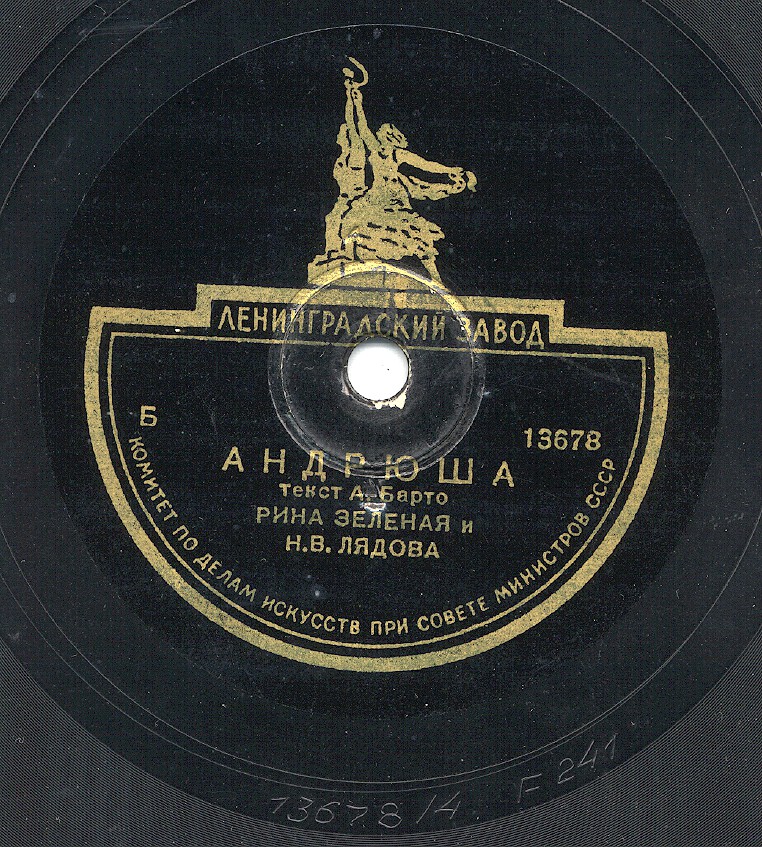 ЛЕНИНГРАДСКИЙ ЗАВОД
Б
13678
АНДРЮША
Текст А. Барто
РИНА ЗЕЛЕНАЯ и
Н.В. ЛЯДОВА
КОМИТЕТ ПО ДЕЛАМ ИСКУССТВ ПРИ СОВЕТЕ МИНИСТРОВ СССР
13678/4 F 241